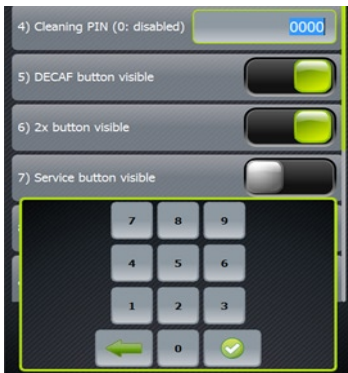 4) Cleaning PIN (0: disabled) 0000
5) DECAF button visible
6) 2x button visible
7) Service button visible
7 8 9
4 5 6
1 2 3
0